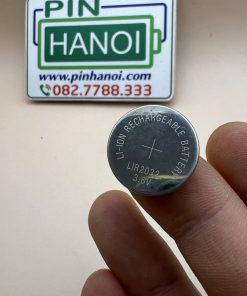 PIN
HANOI
www.pinhanoi.com
082.7788.333
LI-ION RECHARGEABLE BATTERY
+
LIR2032
3.6V